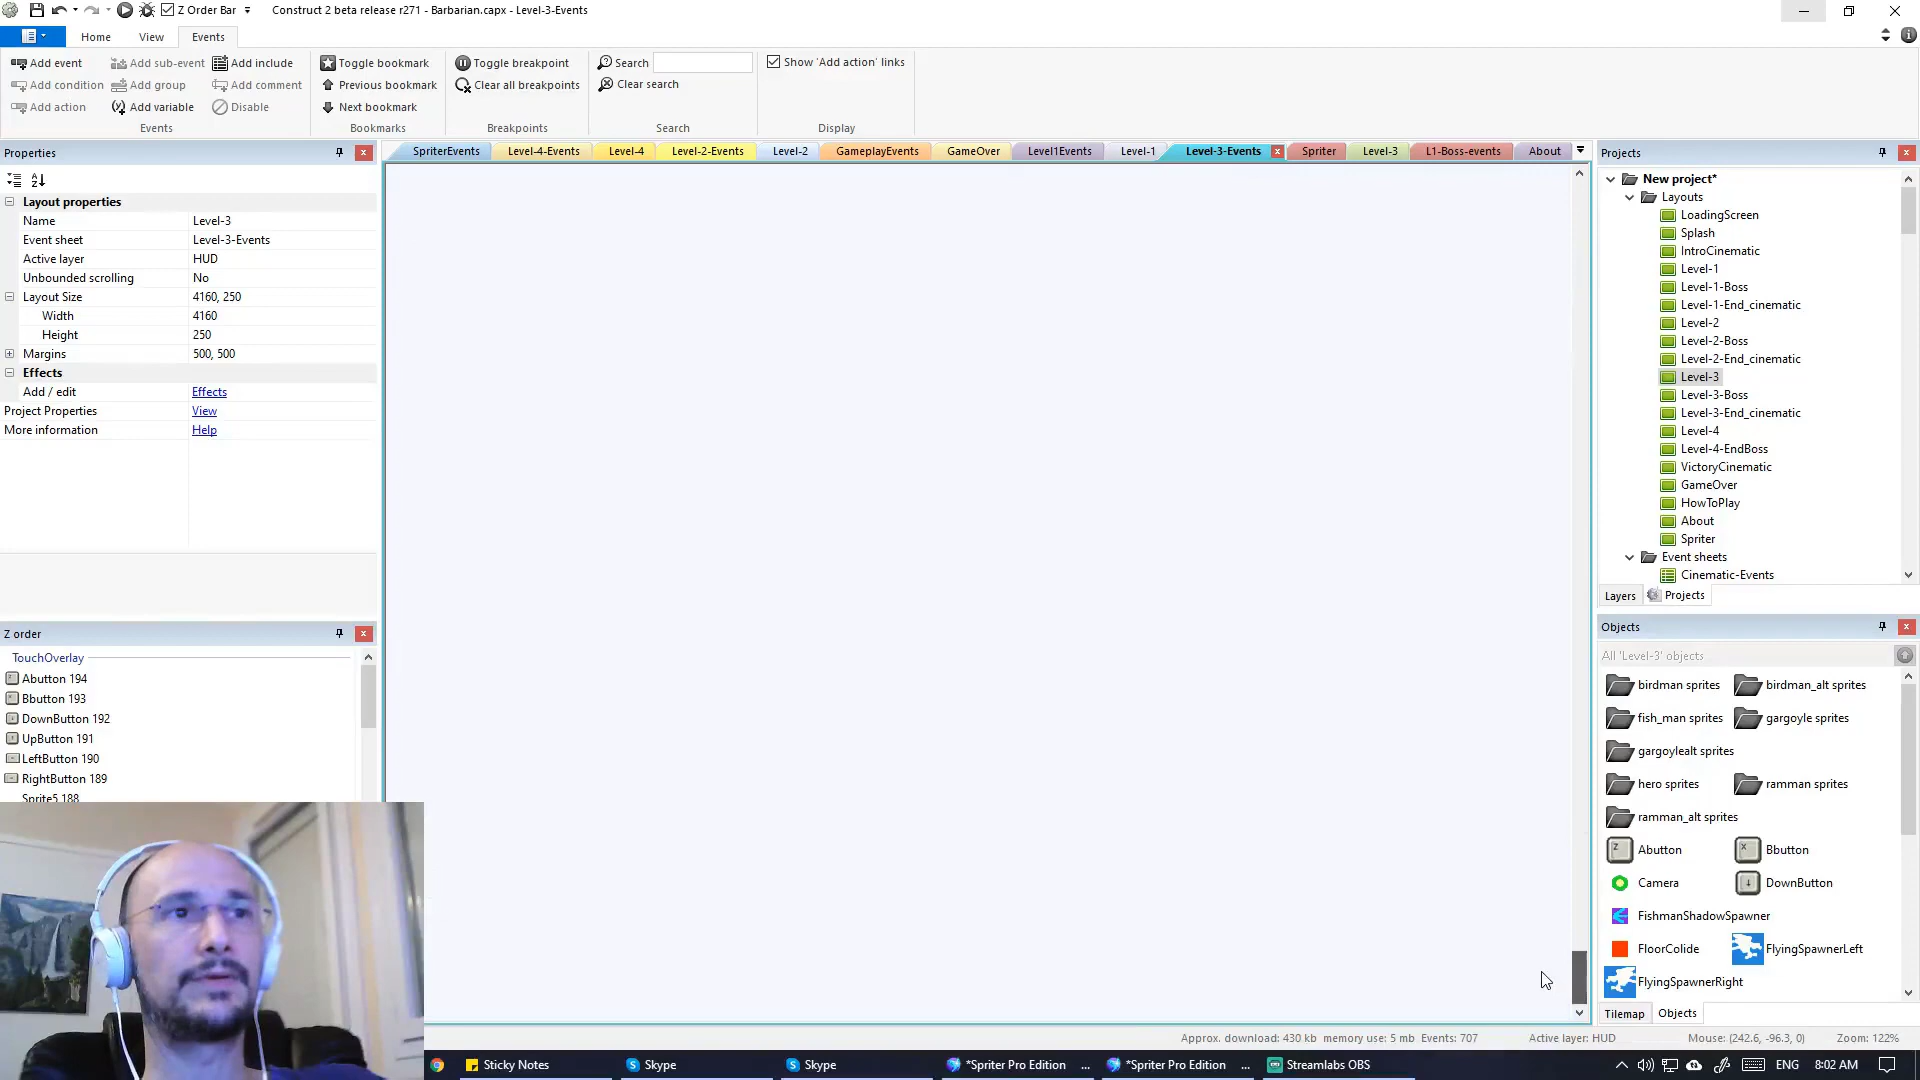 Z Order Bar
Construct 2 beta release r271 - Barbarian.capx - Level-3-Events
Home View Events
Add event Add sub-event Add include Toggle bookmark Toggle breakpoint Search Show 'Add action' links
Add condition Add group Add comment Previous bookmark Clear all breakpoints Clear search
Add action Add variable Disable Next bookmark
Events Bookmarks Breakpoints Search Display
Properties
SpriterEvents Level-4-Events Level-4 Level-2-Events Level-2 GameplayEvents GameOver Level1Events Level-1 Level-3-Events Spriter Level-3 L1-Boss-events About
Layout properties
Name Level-3
Event sheet Level-3-Events
Active layer HUD
Unbounded scrolling No
Layout Size 4160, 250
Width 4160
Height 250
Margins 500, 500
Effects
Add / edit Effects
Project Properties View
More information Help
Z order
TouchOverlay
Abutton 194
Bbutton 193
DownButton 192
UpButton 191
LeftButton 190
RightButton 189
Sprite5 188
Projects
New project*
Layouts
LoadingScreen
Splash
IntroCinematic
Level-1
Level-1-Boss
Level-1-End_cinematic
Level-2
Level-2-Boss
Level-2-End_cinematic
Level-3
Level-3-Boss
Level-3-End_cinematic
Level-4
Level-4-EndBoss
VictoryCinematic
GameOver
HowToPlay
About
Spriter
Event sheets
Cinematic-Events
Layers Projects
Objects
All 'Level-3' objects
birdman sprites birdman_alt sprites
fish_man sprites gargoyle sprites
gargoylealt sprites
hero sprites ramman sprites
ramman_alt sprites
Abutton Bbutton
Camera DownButton
FishmanShadowSpawner
FloorColide FlyingSpawnerLeft
FlyingSpawnerRight
Tilemap Objects
Approx. download: 430 kb memory use: 5 mb Events: 707 Active layer: HUD Mouse: (242.6, -96.3, 0) Zoom: 122%
Sticky Notes Skype Skype *Spriter Pro Edition ... *Spriter Pro Edition ... Streamlabs OBS ENG 8:02 AM